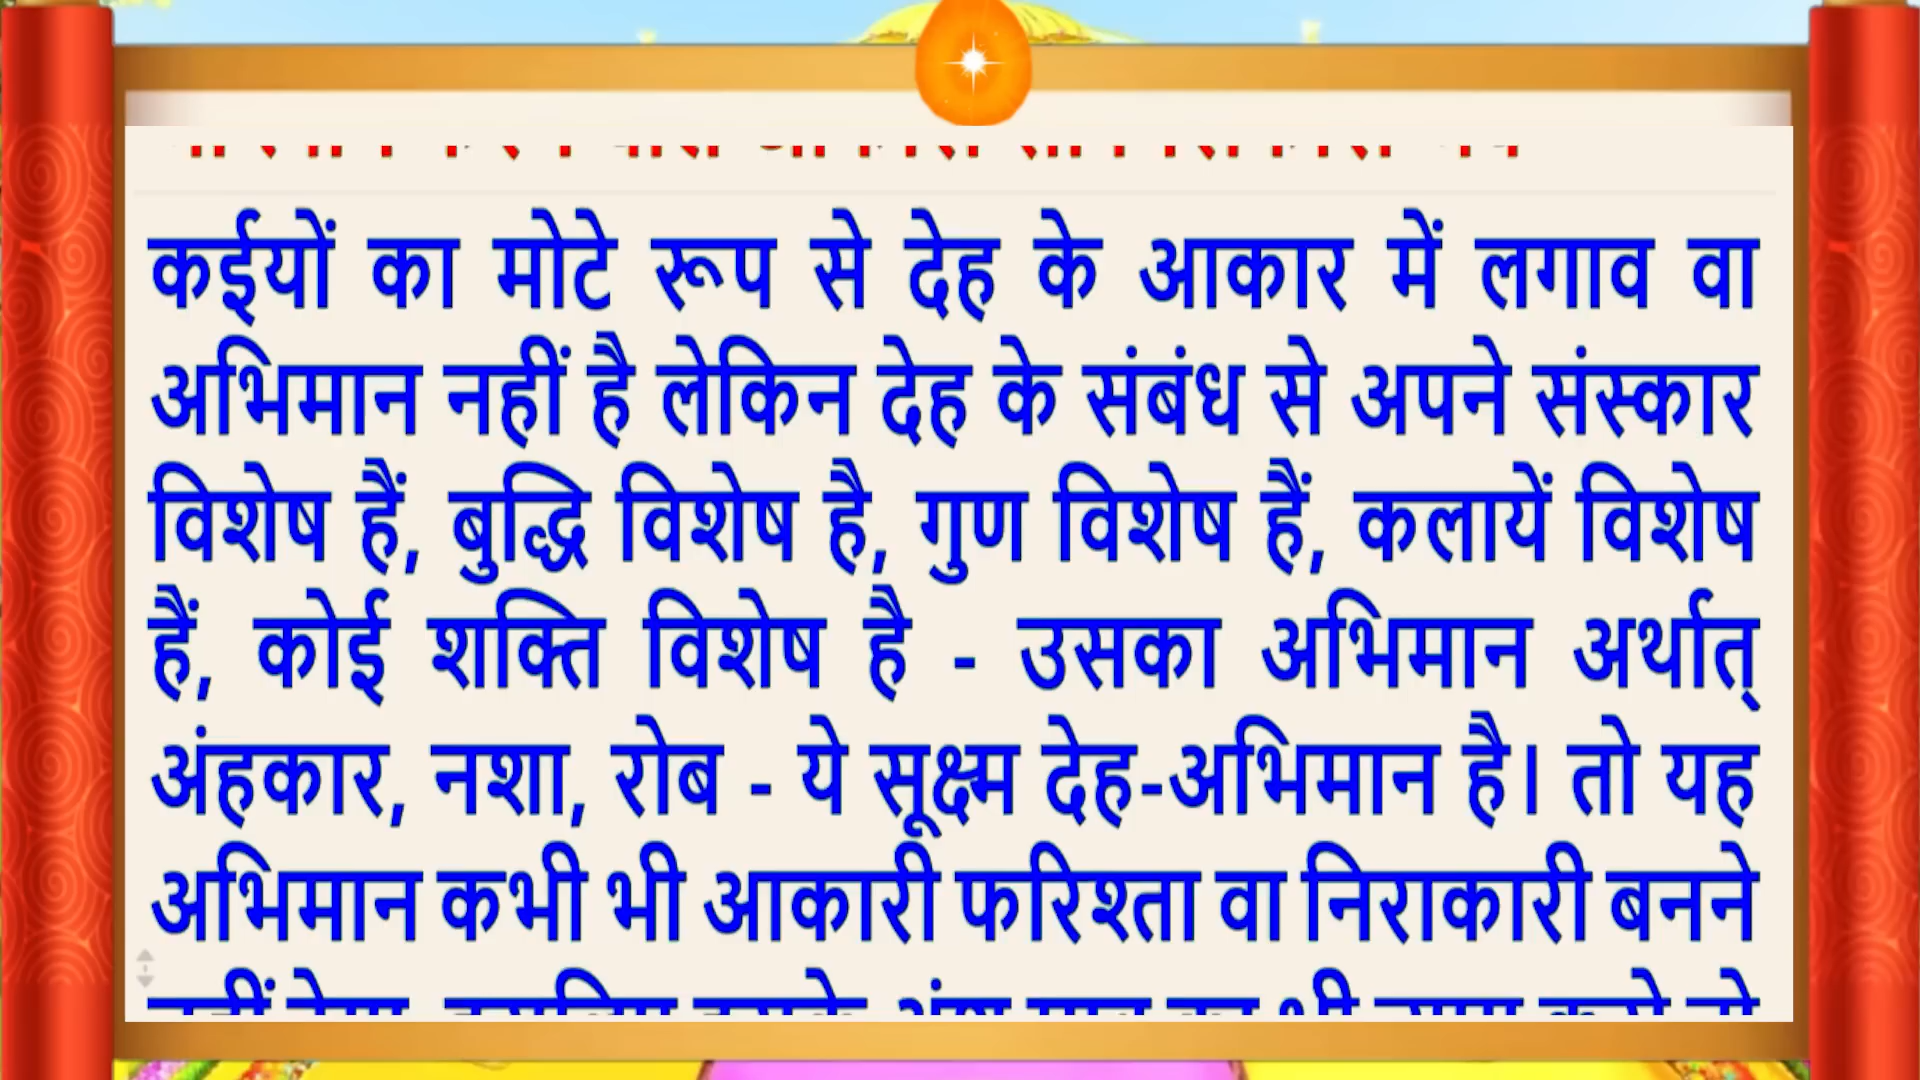 कईयों का मोटे रूप से देह के आकार में लगाव वा
अभिमान नहीं है लेकिन देह के संबंध से अपने संस्कार
विशेष हैं, बुद्धि विशेष है, गुण विशेष हैं, कलायें विशेष
हैं, कोई शक्ति विशेष है - उसका अभिमान अर्थात्
अंहकार, नशा, रोब - ये सूक्ष्म देह-अभिमान है। तो यह
अभिमान कभी भी आकारी फरिश्ता वा निराकारी बनने